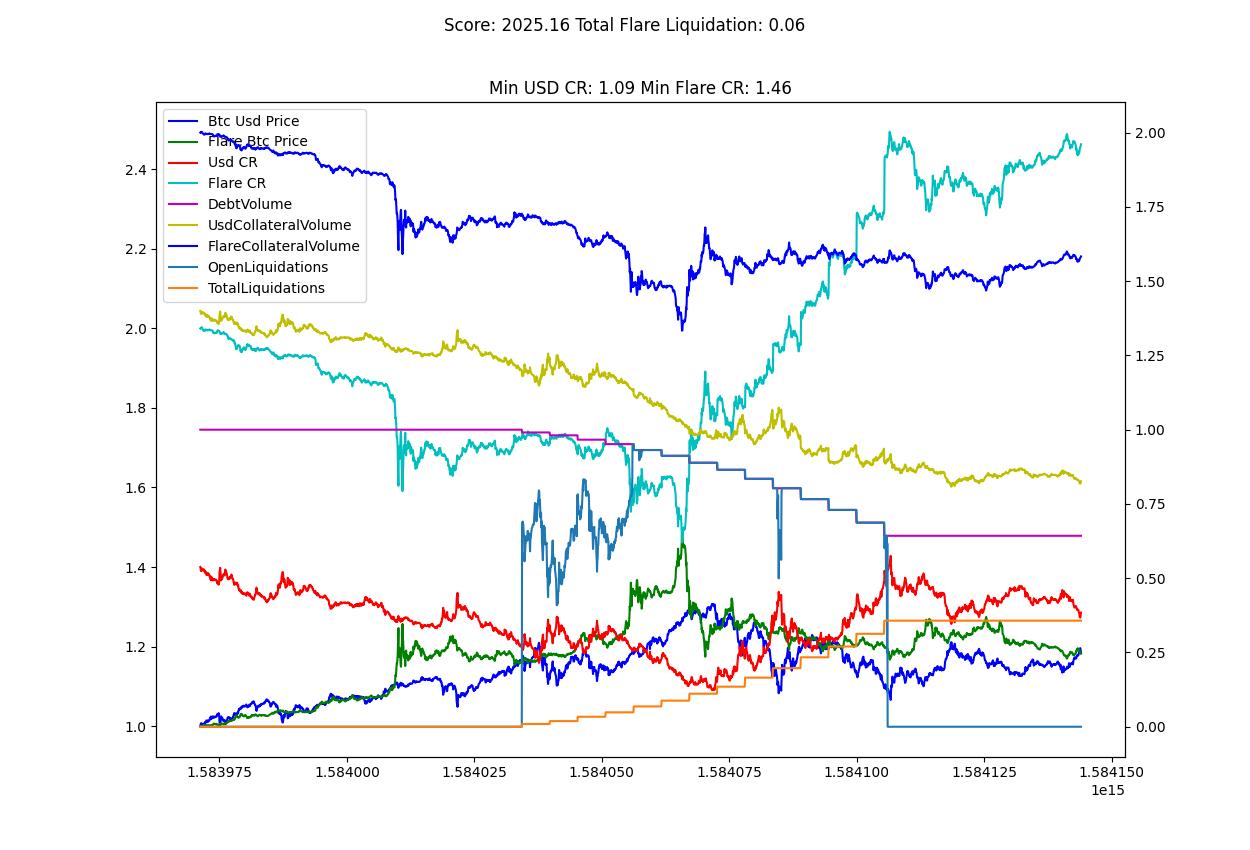 Score: 2025.16 Total Flare Liquidation: 0.06
Min USD CR: 1.09 Min Flare CR: 1.46
Btc Usd Price
Flare Btc Price
Usd CR
Flare CR
DebtVolume
UsdCollateralVolume
FlareCollateralVolume
OpenLiquidations
TotalLiquidations
2.4
2.2
2.0
1.8
1.6
1.4
1.2
1.0
2.00
1.75
1.50
1.25
1.00
0.75
0.50
0.25
0.00
1.583975 1.584000 1.584025 1.584050 1.584075 1.584100 1.584125 1.584150
1e15